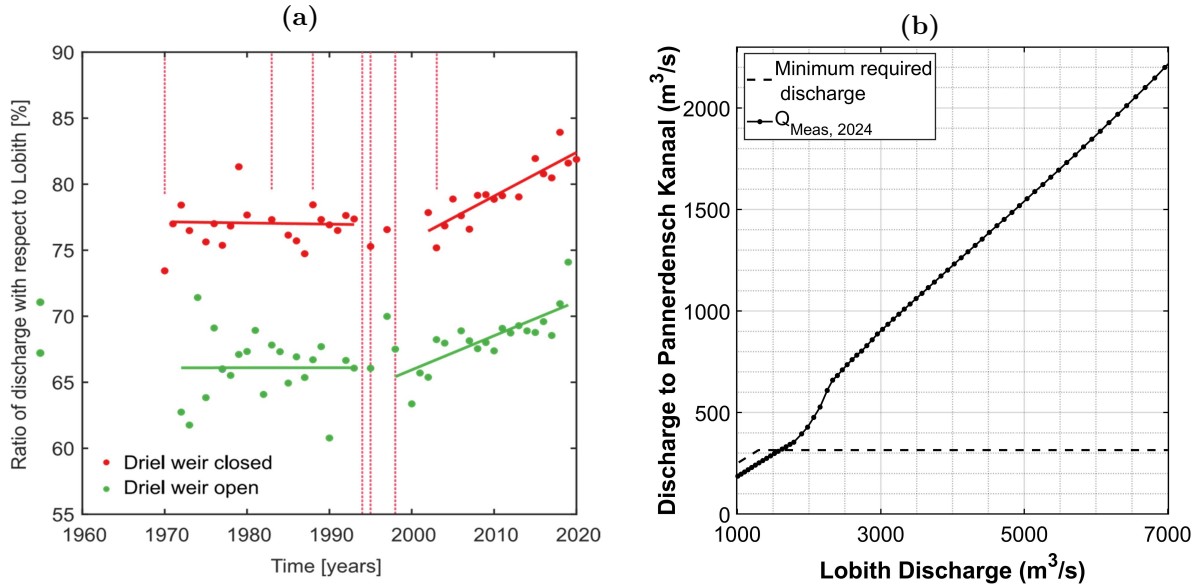 (a)
Ratio of discharge with respect to Lobith [%]
90
85
80
75
70
65
60
55
Driel weir closed
Driel weir open
1960
1970
1980
1990
2000
2010
2020
Time [years]
(b)
Discharge to Pannerdensch Kanaal (m³/s)
2000
1500
1000
500
0
Minimum required
discharge
Q Meas, 2024
1000
3000
5000
7000
Lobith Discharge (m³/s)